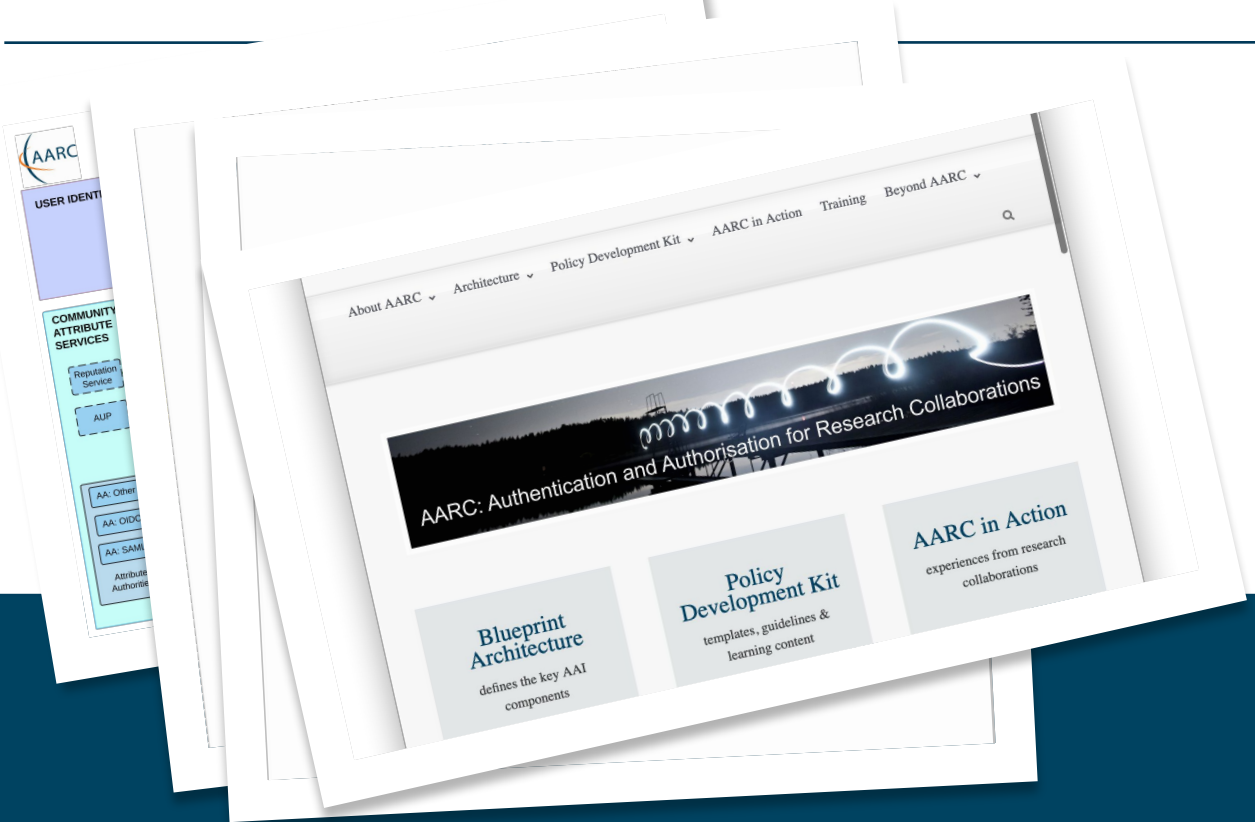 AARC
USER IDENTI
COMMUNITY
ATTRIBUTE
SERVICES
Reputation
Service
AUP
AA: Other
AA: OIDC
AA: SAML
Attribute
Authoritie
About AARC
Architecture
Policy Development Kit
AARC in Action
Training
Beyond AARC
AARC: Authentication and Authorisation for Research Collaborations
Blueprint
Architecture
defines the key AAI
components
Policy
Development Kit
templates, guidelines &
learning content
AARC in Action
experiences from research
collaborations